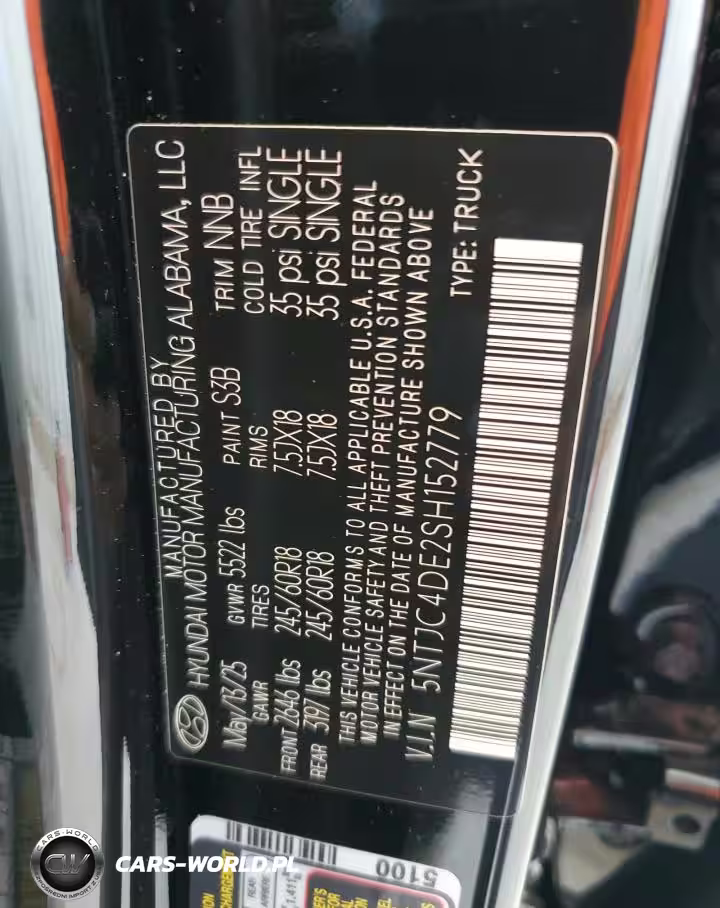 MANUFACTURED BY
HYUNDAI MOTOR MANUFACTURING ALABAMA, LLC
May/13/25 GVWR 5522 lbs PAINT S3B TRIM NNB
GAWR TIRES RIMS COLD TIRE INFL
FRONT 2646 lbs 245/60R18 7.5JX18 35 psi SINGLE
REAR 3197 lbs 245/60R18 7.5JX18 35 psi SINGLE
THIS VEHICLE CONFORMS TO ALL APPLICABLE U.S.A. FEDERAL
MOTOR VEHICLE SAFETY AND THEFT PREVENTION STANDARDS
IN EFFECT ON THE DATE OF MANUFACTURE SHOWN ABOVE
V.I.N 5NTJC4DE2SH152779
TYPE: TRUCK
5100
CARS-WORLD
CW
CARS-WORLD.PL